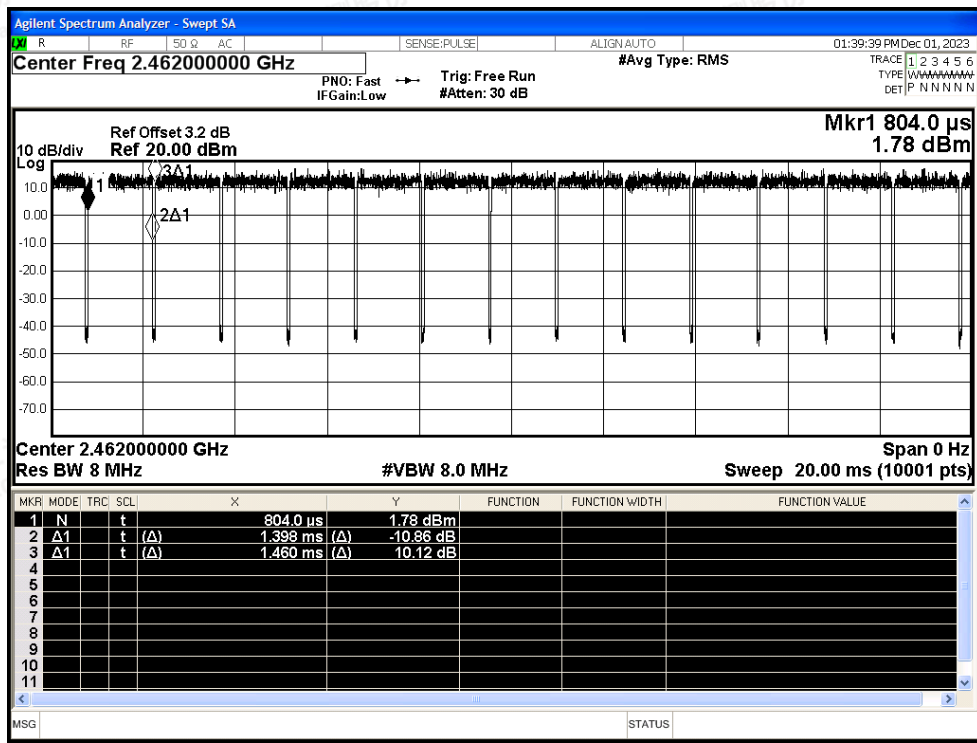 Agilent Spectrum Analyzer - Swept SA
LXI R RF 50 Ω AC SENSE:PULSE ALIGN AUTO 01:39:39 PM Dec 01, 2023
Center Freq 2.462000000 GHz
PNO: Fast
IFGain:Low
Trig: Free Run
#Atten: 30 dB
#Avg Type: RMS
TRACE 1 2 3 4 5 6
TYPE WWWWWW
DET P N N N N N
Mkr1 804.0 µs
1.78 dBm
Ref Offset 3.2 dB
10 dB/div Ref 20.00 dBm
Log
3Δ1
10.0
1
0.00
2Δ1
-10.0
-20.0
-30.0
-40.0
-50.0
-60.0
-70.0
Center 2.462000000 GHz Span 0 Hz
Res BW 8 MHz #VBW 8.0 MHz Sweep 20.00 ms (10001 pts)
MKR MODE TRC SCL X Y FUNCTION FUNCTION WIDTH FUNCTION VALUE
1 N t 804.0 µs 1.78 dBm
2 Δ1 t (Δ) 1.398 ms (Δ) -10.86 dB
3 Δ1 t (Δ) 1.460 ms (Δ) 10.12 dB
4
5
6
7
8
9
10
11
MSG STATUS